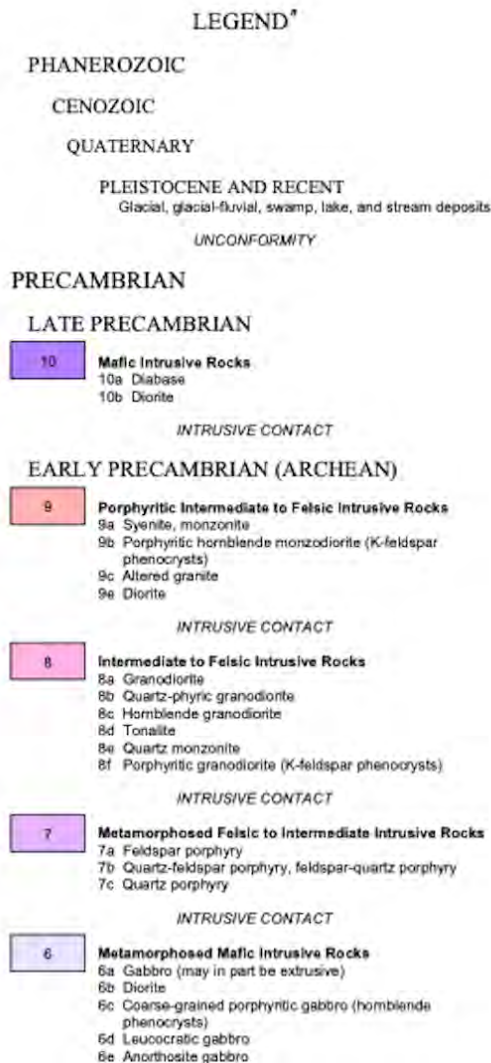 LEGEND*
PHANEROZOIC
CENOZOIC
QUATERNARY
PLEISTOCENE AND RECENT
Glacial, glacial-fluvial, swamp, lake, and stream deposits
UNCONFORMITY
PRECAMBRIAN
LATE PRECAMBRIAN
10 Mafic Intrusive Rocks
10a Diabase
10b Diorite
INTRUSIVE CONTACT
EARLY PRECAMBRIAN (ARCHEAN)
9 Porphyritic Intermediate to Felsic Intrusive Rocks
9a Syenite, monzonite
9b Porphyritic hornblende monzodiorite (K-feldspar
phenocrysts)
9c Altered granite
9e Diorite
INTRUSIVE CONTACT
8 Intermediate to Felsic Intrusive Rocks
8a Granodiorite
8b Quartz-phyric granodiorite
8c Hornblende granodiorite
8d Tonalite
8e Quartz monzonite
8f Porphyritic granodiorite (K-feldspar phenocrysts)
INTRUSIVE CONTACT
7 Metamorphosed Felsic to Intermediate Intrusive Rocks
7a Feldspar porphyry
7b Quartz-feldspar porphyry, feldspar-quartz porphyry
7c Quartz porphyry
INTRUSIVE CONTACT
6 Metamorphosed Mafic Intrusive Rocks
6a Gabbro (may in part be extrusive)
6b Diorite
6c Coarse-grained porphyritic gabbro (hornblende
phenocrysts)
6d Leucocratic gabbro
6e Anorthosite gabbro